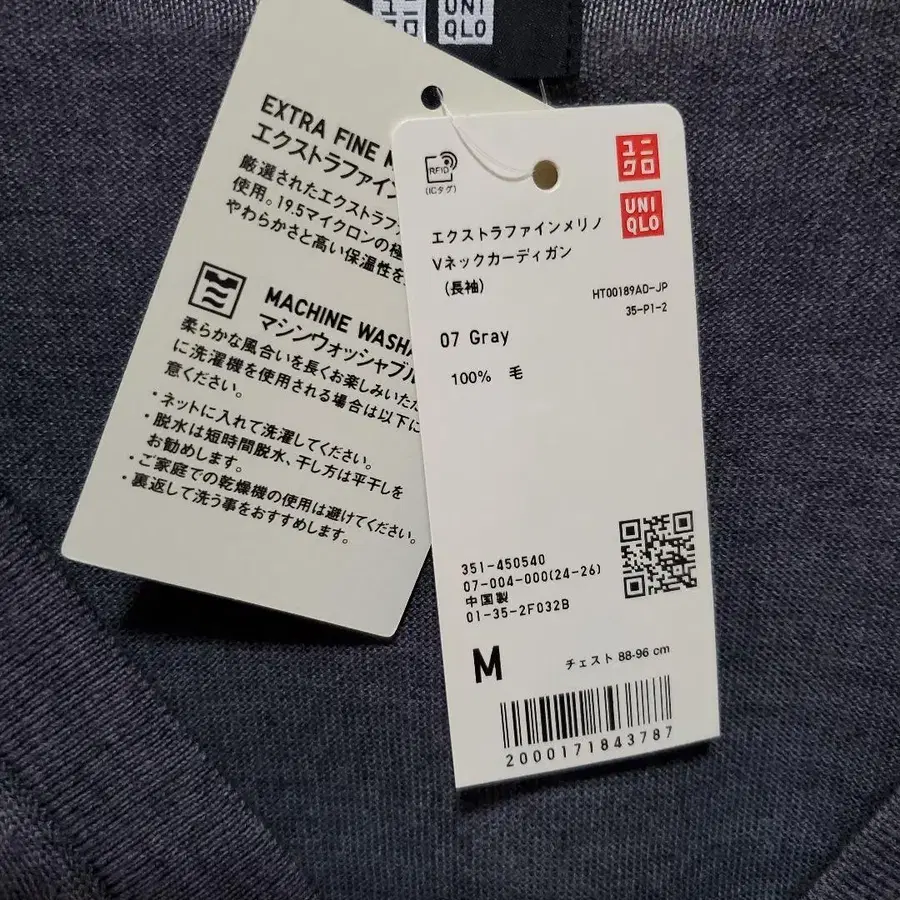 UNI
QLO
EXTRA FINE
エクストラファイン
厳選されたエクストラファ
使用。19.5マイクロンの極
やわらかさと高い保温性を
MACHINE WASHA
マシンウォッシャブル
柔らかな風合いを長くお楽しみいただ
に洗濯機を使用される場合は以下に
意ください。
・ネットに入れて洗濯してください。
・脱水は短時間脱水、干し方は平干しを
お勧めします。
・ご家庭での乾燥機の使用は避けてください。
・裏返して洗う事をおすすめします。
RFID
(ICタグ)
ユニ
クロ
UNI
QLO
エクストラファインメリノ
Vネックカーディガン
(長袖)
HT00189AD-JP
35-P1-2
07 Gray
100% 毛
351-450540
07-004-000(24-26)
中国製
01-35-2F032B
M
チェスト 88-96 cm
2000171843787